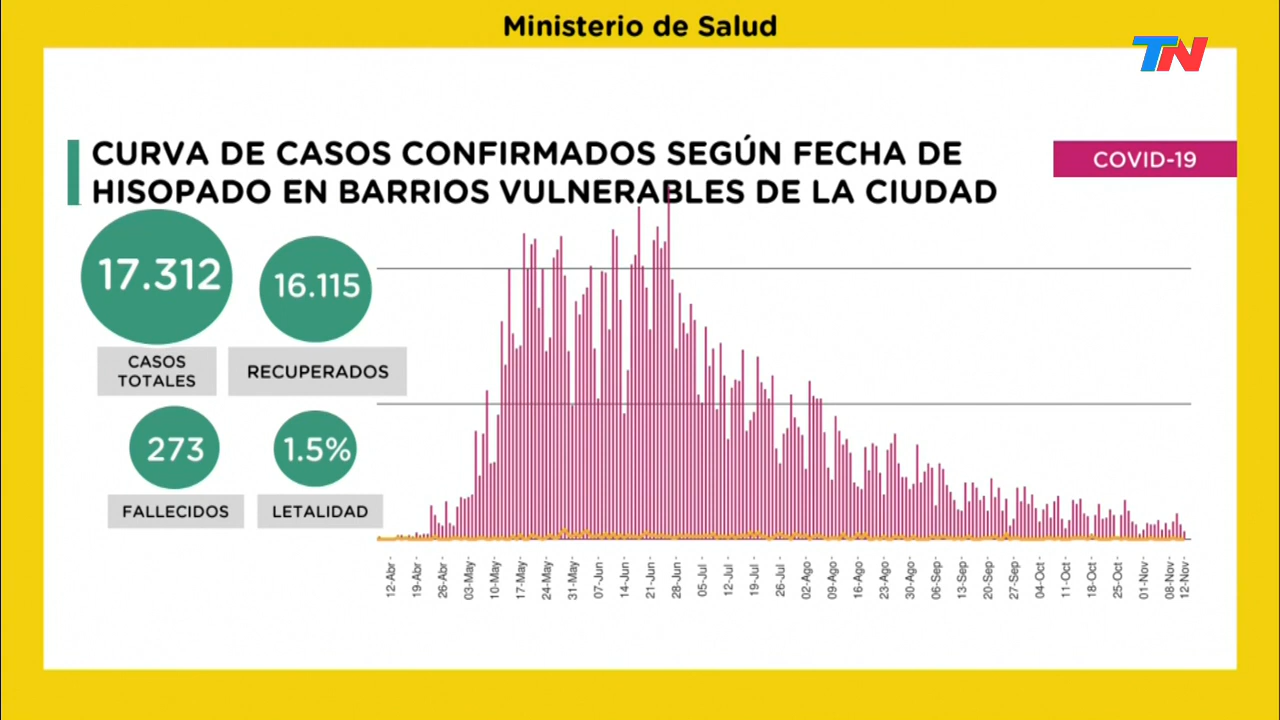 Ministerio de Salud
TN
CURVA DE CASOS CONFIRMADOS SEGÚN FECHA DE
HISOPADO EN BARRIOS VULNERABLES DE LA CIUDAD
COVID-19
17.312
CASOS
TOTALES
16.115
RECUPERADOS
273
FALLECIDOS
1.5%
LETALIDAD
12-Abr
19-Abr
26-Abr
03-May
10-May
17-May
24-May
31-May
07-Jun
14-Jun
21-Jun
28-Jun
05-Jul
12-Jul
19-Jul
26-Jul
02-Ago
09-Ago
16-Ago
23-Ago
30-Ago
06-Sep
13-Sep
20-Sep
27-Sep
04-Oct
11-Oct
18-Oct
25-Oct
01-Nov
08-Nov
12-Nov